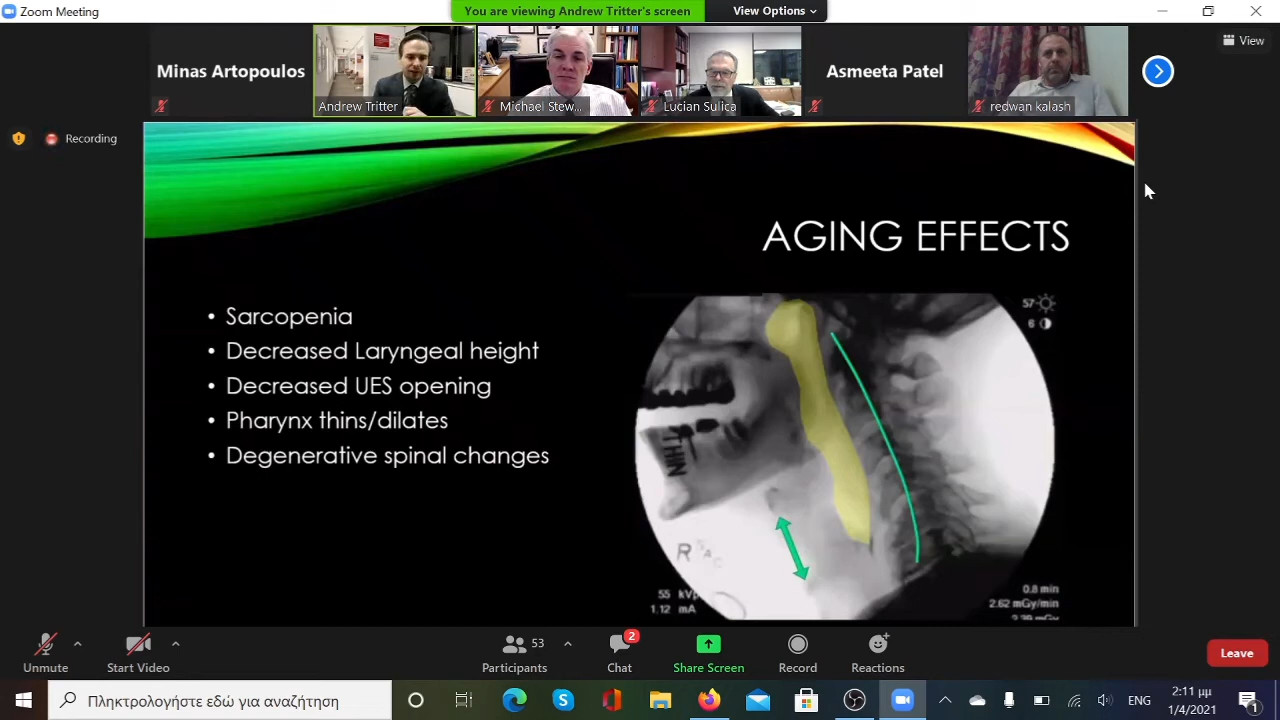 Zoom Meeting
You are viewing Andrew Tritter's screen
View Options
Minas Artopoulos
Andrew Tritter
Michael Stew...
Lucian Sulica
Asmeeta Patel
redwan kalash
View
Recording
AGING EFFECTS
• Sarcopenia
• Decreased Laryngeal height
• Decreased UES opening
• Pharynx thins/dilates
• Degenerative spinal changes
57
6
THIN
R
55 kVp
1.12 mA
0.8 min
2.62 mGy/min
Unmute
Start Video
Participants
53
Chat
2
Share Screen
Record
Reactions
Leave
Πληκτρολογήστε εδώ για αναζήτηση
ENG
2:11 μμ
1/4/2021
1